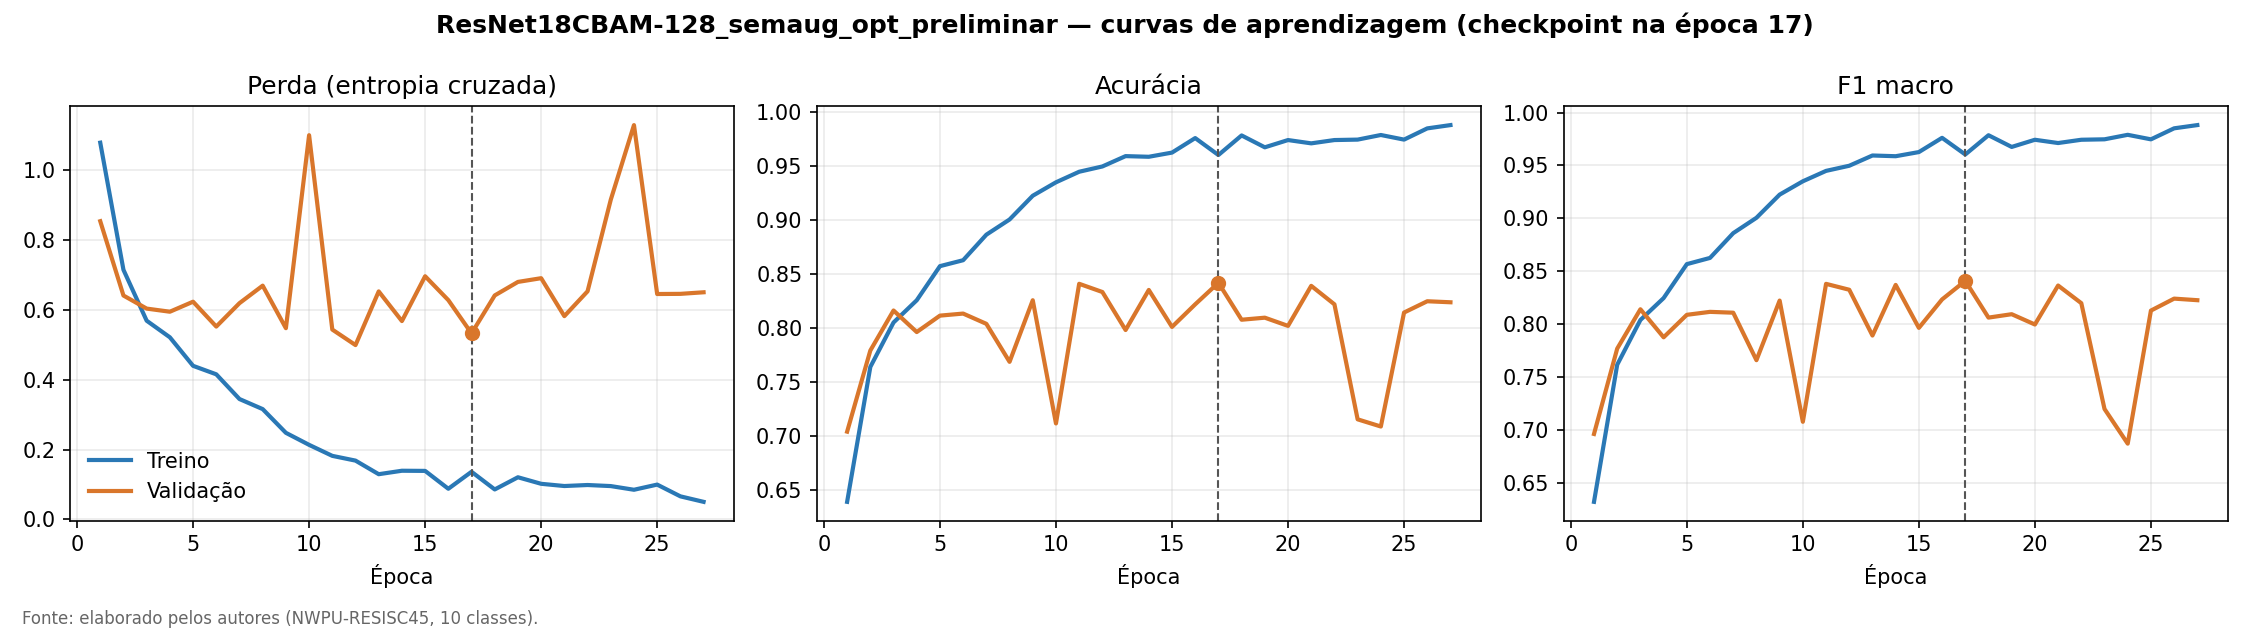 ResNet18CBAM-128_semaug_opt_preliminar — curvas de aprendizagem (checkpoint na época 17)
Perda (entropia cruzada)
1.0
0.8
0.6
0.4
0.2
0.0
Treino
Validação
0 5 10 15 20 25
Época
Acurácia
1.00
0.95
0.90
0.85
0.80
0.75
0.70
0.65
0 5 10 15 20 25
Época
F1 macro
1.00
0.95
0.90
0.85
0.80
0.75
0.70
0.65
0 5 10 15 20 25
Época
Fonte: elaborado pelos autores (NWPU-RESISC45, 10 classes).